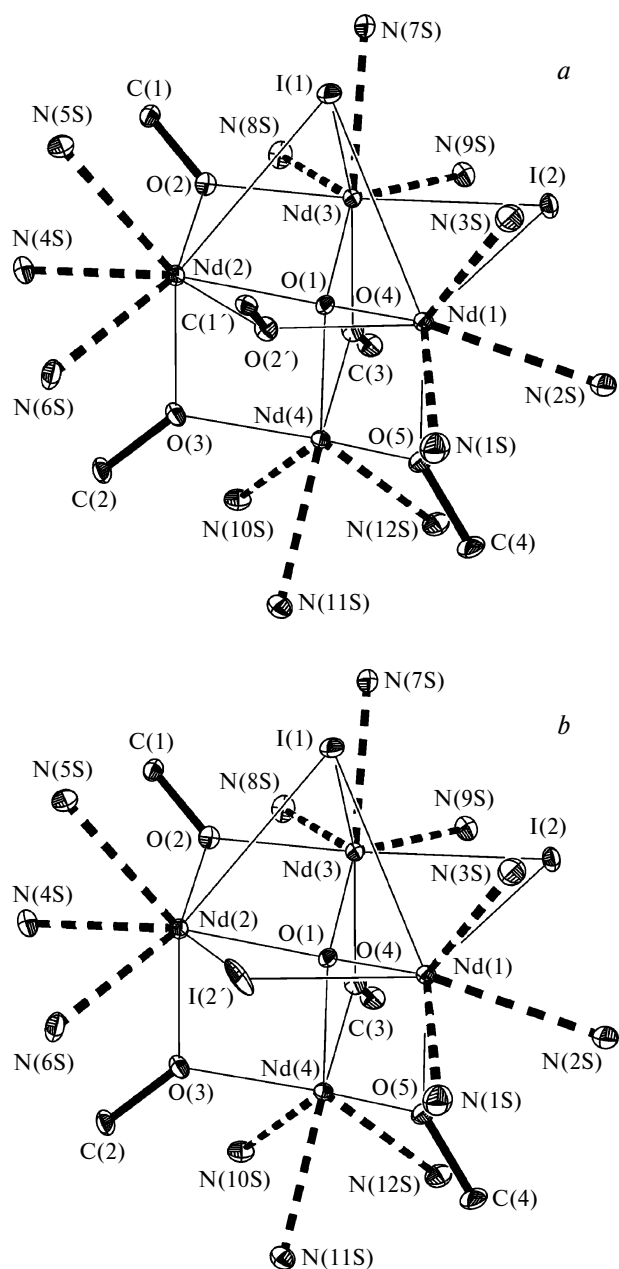 N(7S)
a
C(1)
I(1)
N(5S)
N(8S)
N(9S)
O(2)
I(2)
Nd(3)
N(3S)
N(4S)
Nd(2)
O(1)
O(4)
Nd(1)
C(1´)
O(2´)
C(3)
N(2S)
N(6S)
Nd(4)
O(3)
O(5)
N(1S)
C(2)
N(10S)
N(12S)
C(4)
N(11S)
N(7S)
b
C(1)
I(1)
N(5S)
N(8S)
N(9S)
O(2)
I(2)
Nd(3)
N(3S)
N(4S)
Nd(2)
O(1)
O(4)
Nd(1)
I(2´)
C(3)
N(2S)
N(6S)
Nd(4)
O(3)
O(5)
N(1S)
C(2)
N(10S)
N(12S)
C(4)
N(11S)